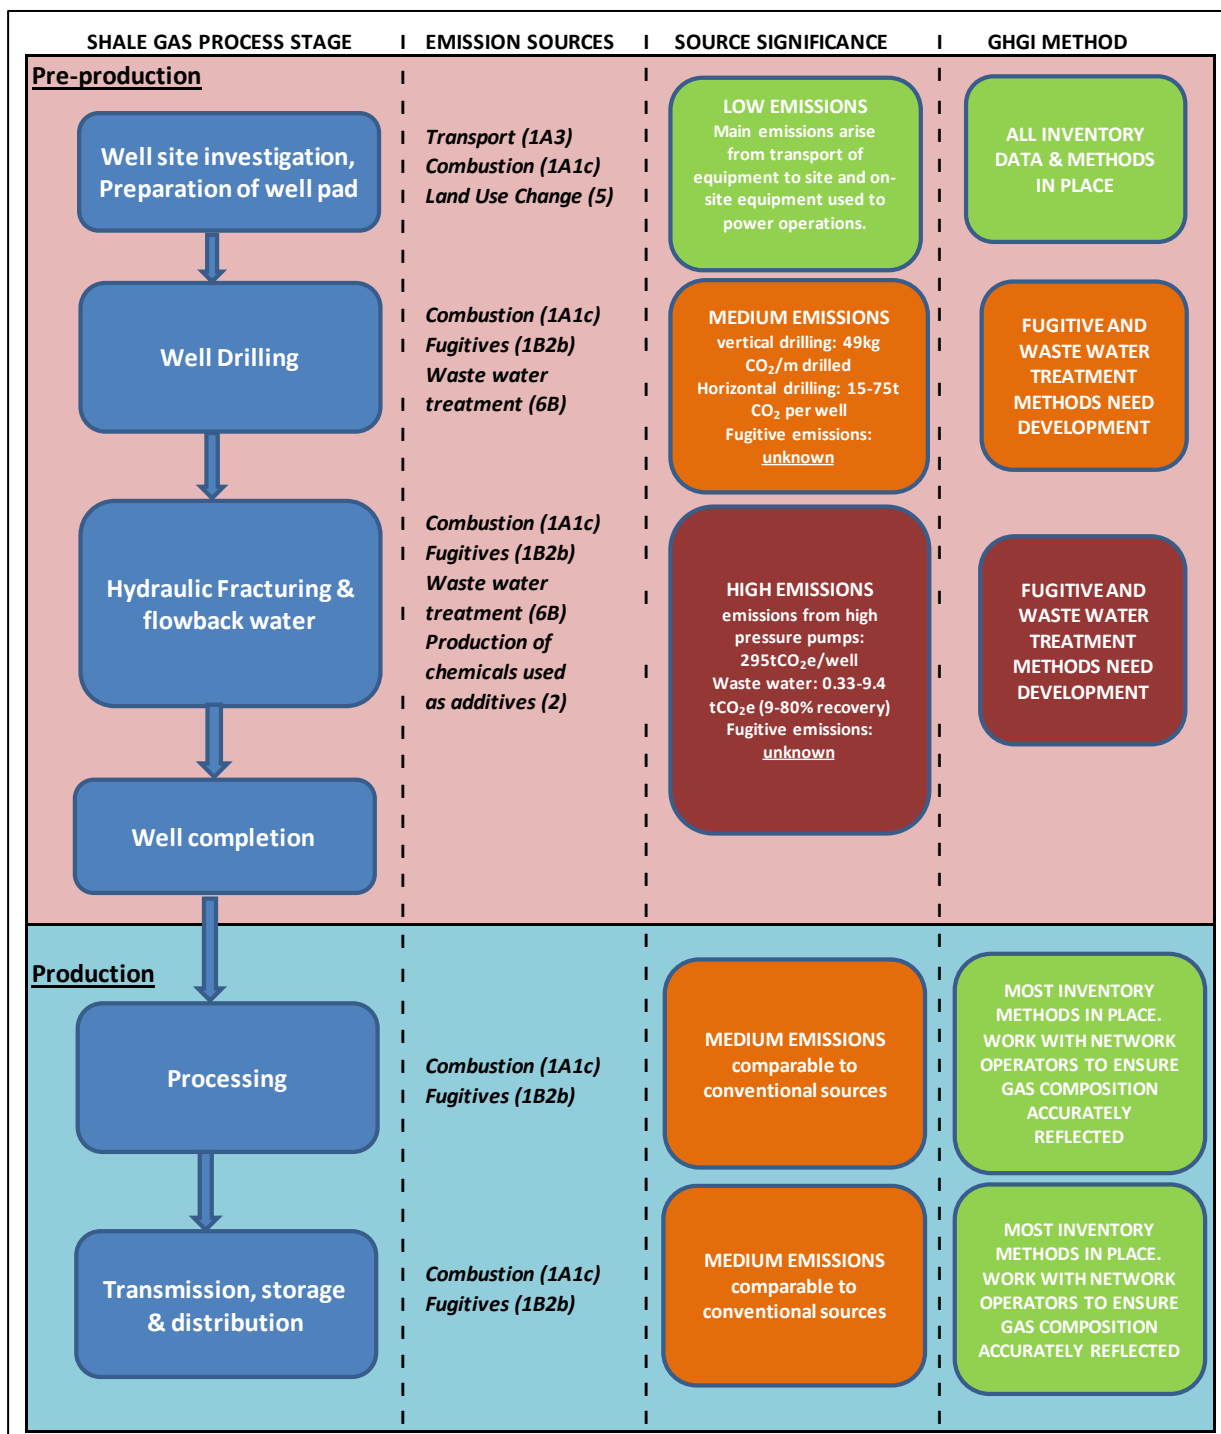 SHALE GAS PROCESS STAGE
EMISSION SOURCES
SOURCE SIGNIFICANCE
GHGI METHOD
Pre-production
Well site investigation,
Preparation of well pad
Transport (1A3)
Combustion (1A1c)
Land Use Change (5)
LOW EMISSIONS
Main emissions arise
from transport of
equipment to site and on-
site equipment used to
power operations.
ALL INVENTORY
DATA & METHODS
IN PLACE
Well Drilling
Combustion (1A1c)
Fugitives (1B2b)
Waste water
treatment (6B)
MEDIUM EMISSIONS
vertical drilling: 49kg
CO₂/m drilled
Horizontal drilling: 15-75t
CO₂ per well
Fugitive emissions:
unknown
FUGITIVE AND
WASTE WATER
TREATMENT
METHODS NEED
DEVELOPMENT
Hydraulic Fracturing &
flowback water
Combustion (1A1c)
Fugitives (1B2b)
Waste water
treatment (6B)
Production of
chemicals used
as additives (2)
HIGH EMISSIONS
emissions from high
pressure pumps:
295tCO₂e/well
Waste water: 0.33-9.4
tCO₂e (9-80% recovery)
Fugitive emissions:
unknown
FUGITIVE AND
WASTE WATER
TREATMENT
METHODS NEED
DEVELOPMENT
Well completion
Production
Processing
Combustion (1A1c)
Fugitives (1B2b)
MEDIUM EMISSIONS
comparable to
conventional sources
MOST INVENTORY
METHODS IN PLACE.
WORK WITH NETWORK
OPERATORS TO ENSURE
GAS COMPOSITION
ACCURATELY
REFLECTED
Transmission, storage
& distribution
Combustion (1A1c)
Fugitives (1B2b)
MEDIUM EMISSIONS
comparable to
conventional sources
MOST INVENTORY
METHODS IN PLACE.
WORK WITH NETWORK
OPERATORS TO ENSURE
GAS COMPOSITION
ACCURATELY REFLECTED